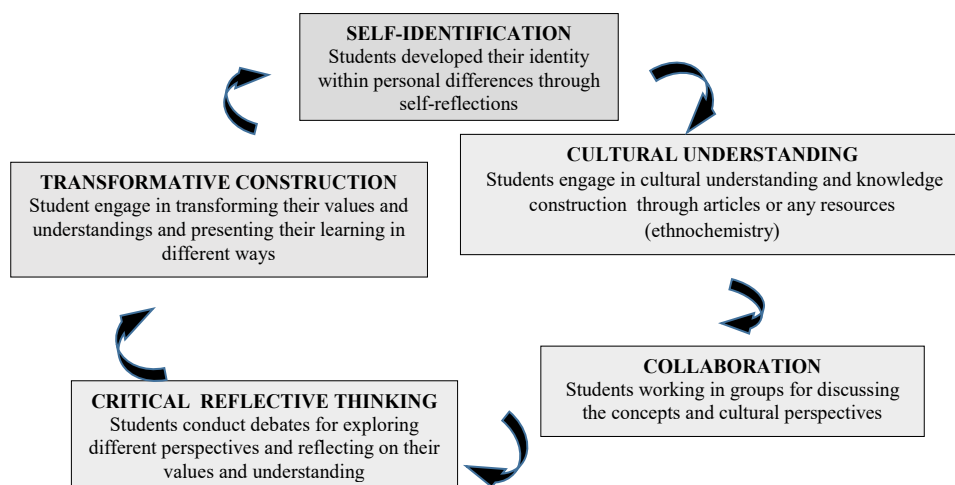 SELF-IDENTIFICATION
Students developed their identity
within personal differences through
self-reflections
CULTURAL UNDERSTANDING
Students engage in cultural understanding and knowledge
construction through articles or any resources
(ethnochemistry)
COLLABORATION
Students working in groups for discussing
the concepts and cultural perspectives
CRITICAL REFLECTIVE THINKING
Students conduct debates for exploring
different perspectives and reflecting on their
values and understanding
TRANSFORMATIVE CONSTRUCTION
Student engage in transforming their values and
understandings and presenting their learning in
different ways